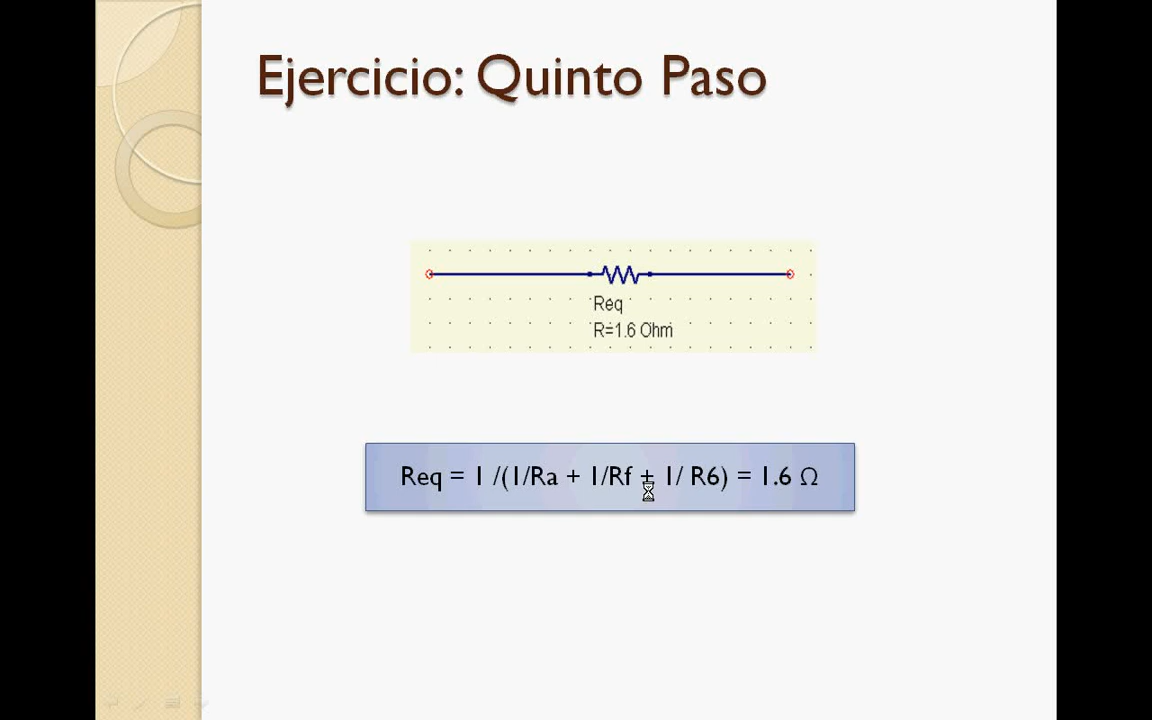 Ejercicio: Quinto Paso
Req
R=1.6 Ohm
Req = 1 /(1/Ra + 1/Rf + 1/ R6) = 1.6 Ω